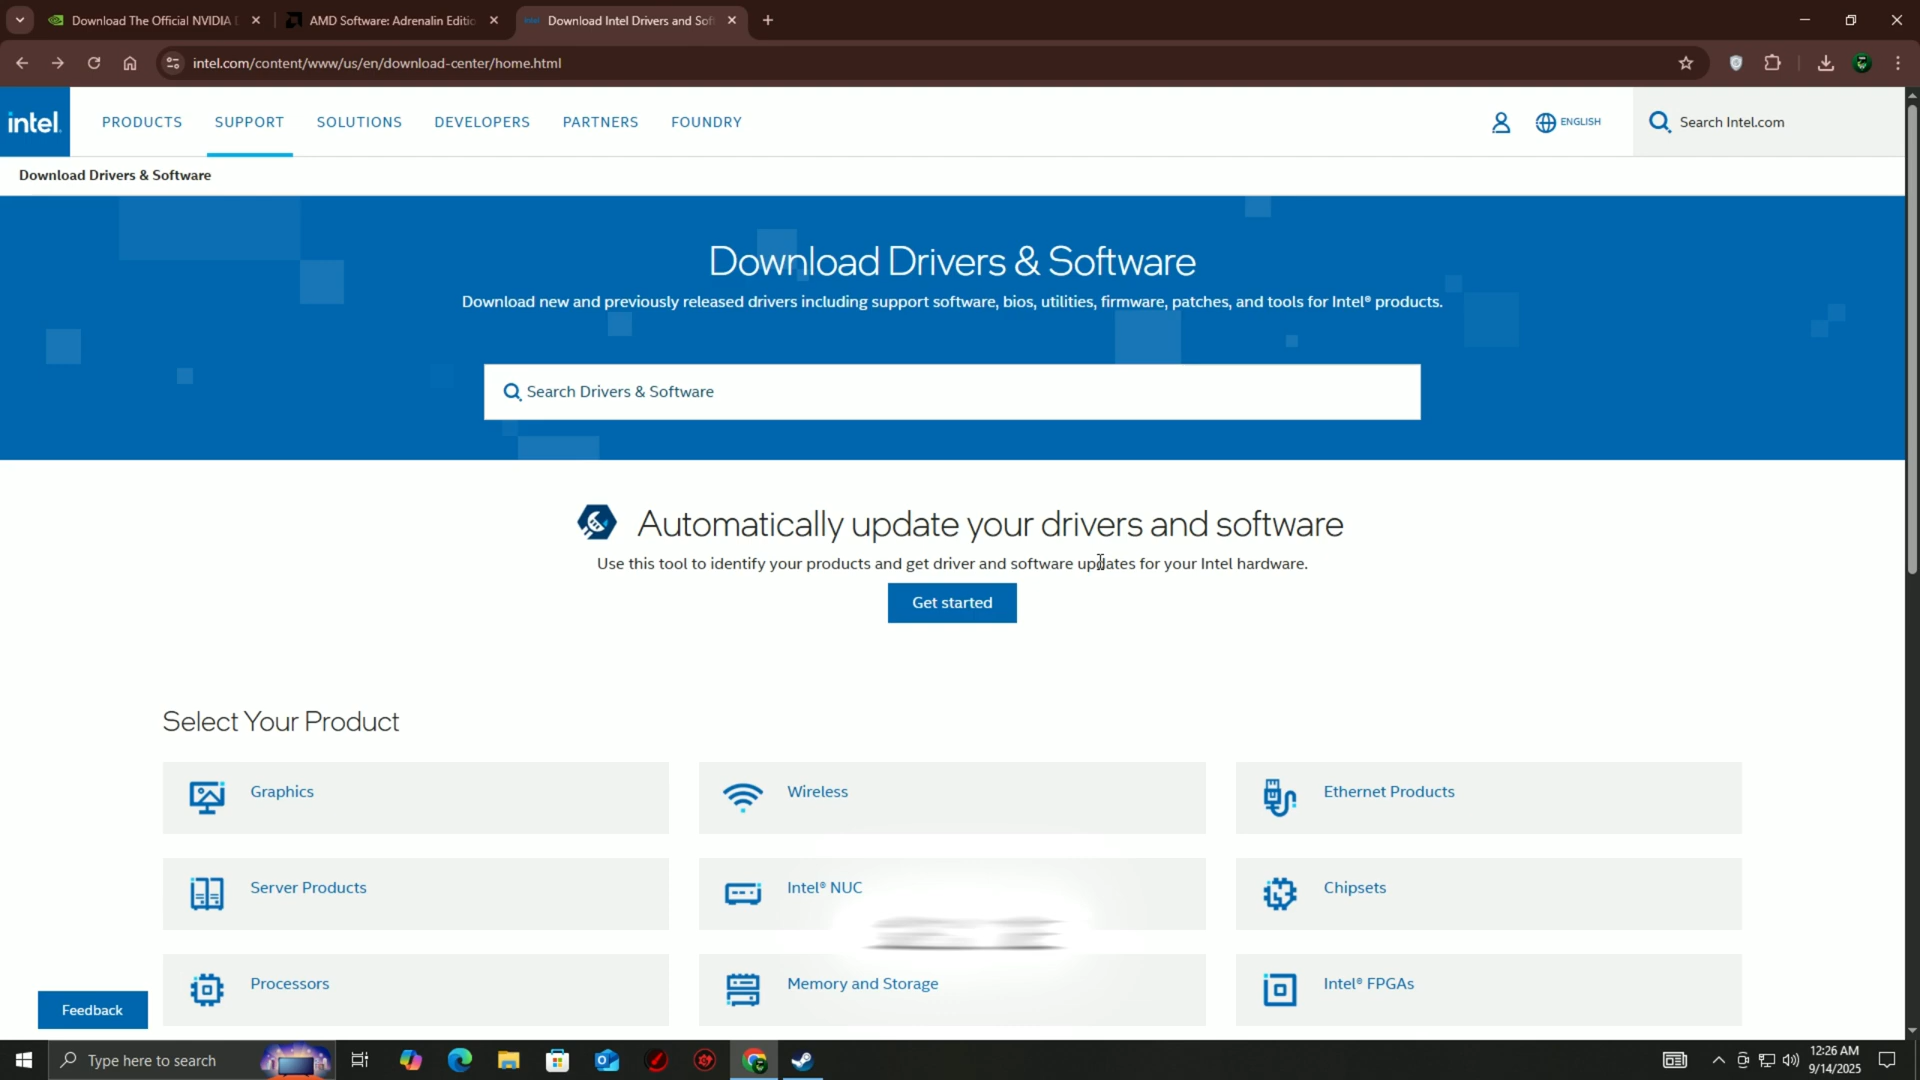 Download The Official NVIDIA
AMD Software: Adrenalin Editio
Download Intel Drivers and Sof
intel.com/content/www/us/en/download-center/home.html
intel.
PRODUCTS
SUPPORT
SOLUTIONS
DEVELOPERS
PARTNERS
FOUNDRY
ENGLISH
Search Intel.com
Download Drivers & Software
Download Drivers & Software
Download new and previously released drivers including support software, bios, utilities, firmware, patches, and tools for Intel® products.
Search Drivers & Software
Automatically update your drivers and software
Use this tool to identify your products and get driver and software updates for your Intel hardware.
Get started
Select Your Product
Graphics
Wireless
Ethernet Products
Server Products
Intel® NUC
Chipsets
Processors
Memory and Storage
Intel® FPGAs
Feedback
Type here to search
12:26 AM
9/14/2025